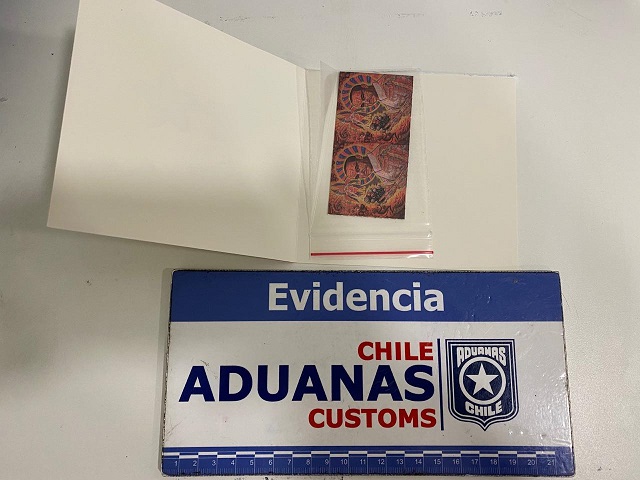 Evidencia
CHILE
ADUANAS
CUSTOMS
ADUANAS
CHILE
1 2 3 4 5 6 7 8 9 10 11 12 13 14 15 16 17 18 19 20 21